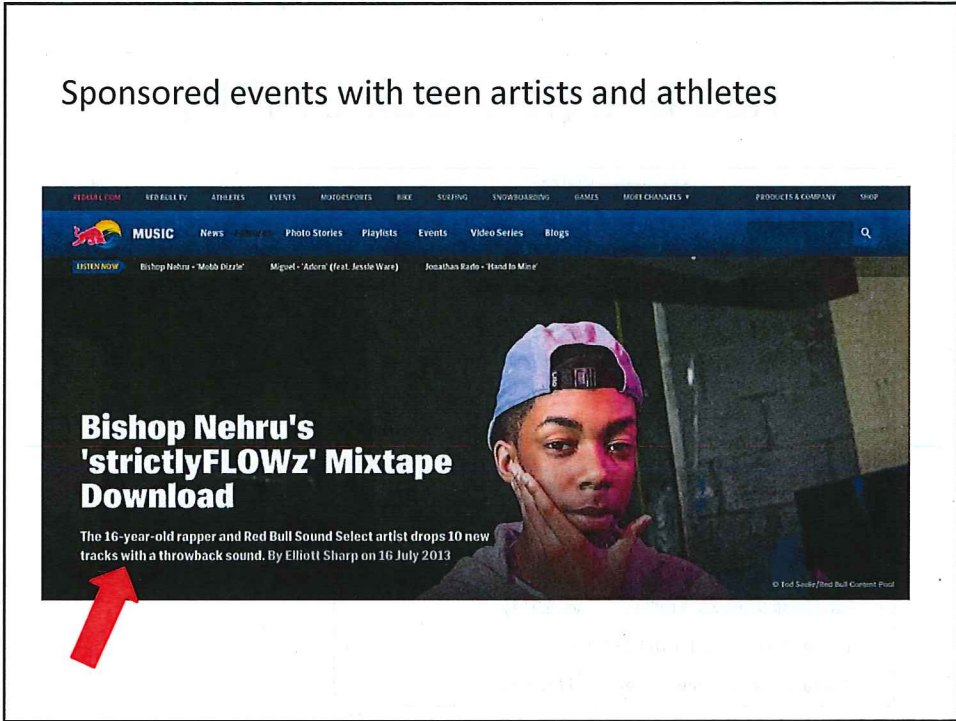 Sponsored events with teen artists and athletes
REDBULL.COM RED BULL TV ATHLETES EVENTS MOTORSPORTS BIKE SURFING SNOWBOARDING GAMES MORE CHANNELS ▼ PRODUCTS & COMPANY SHOP
MUSIC News Features Photo Stories Playlists Events Video Series Blogs
LISTEN NOW Bishop Nehru - 'Mobb Dizzle' Miguel - 'Adorn' (feat. Jessie Ware) Jonathan Rado - 'Hand In Mine'
Bishop Nehru's
'strictlyFLOWz' Mixtape
Download
The 16-year-old rapper and Red Bull Sound Select artist drops 10 new
tracks with a throwback sound. By Elliott Sharp on 16 July 2013
© Tod Seelie/Red Bull Content Pool